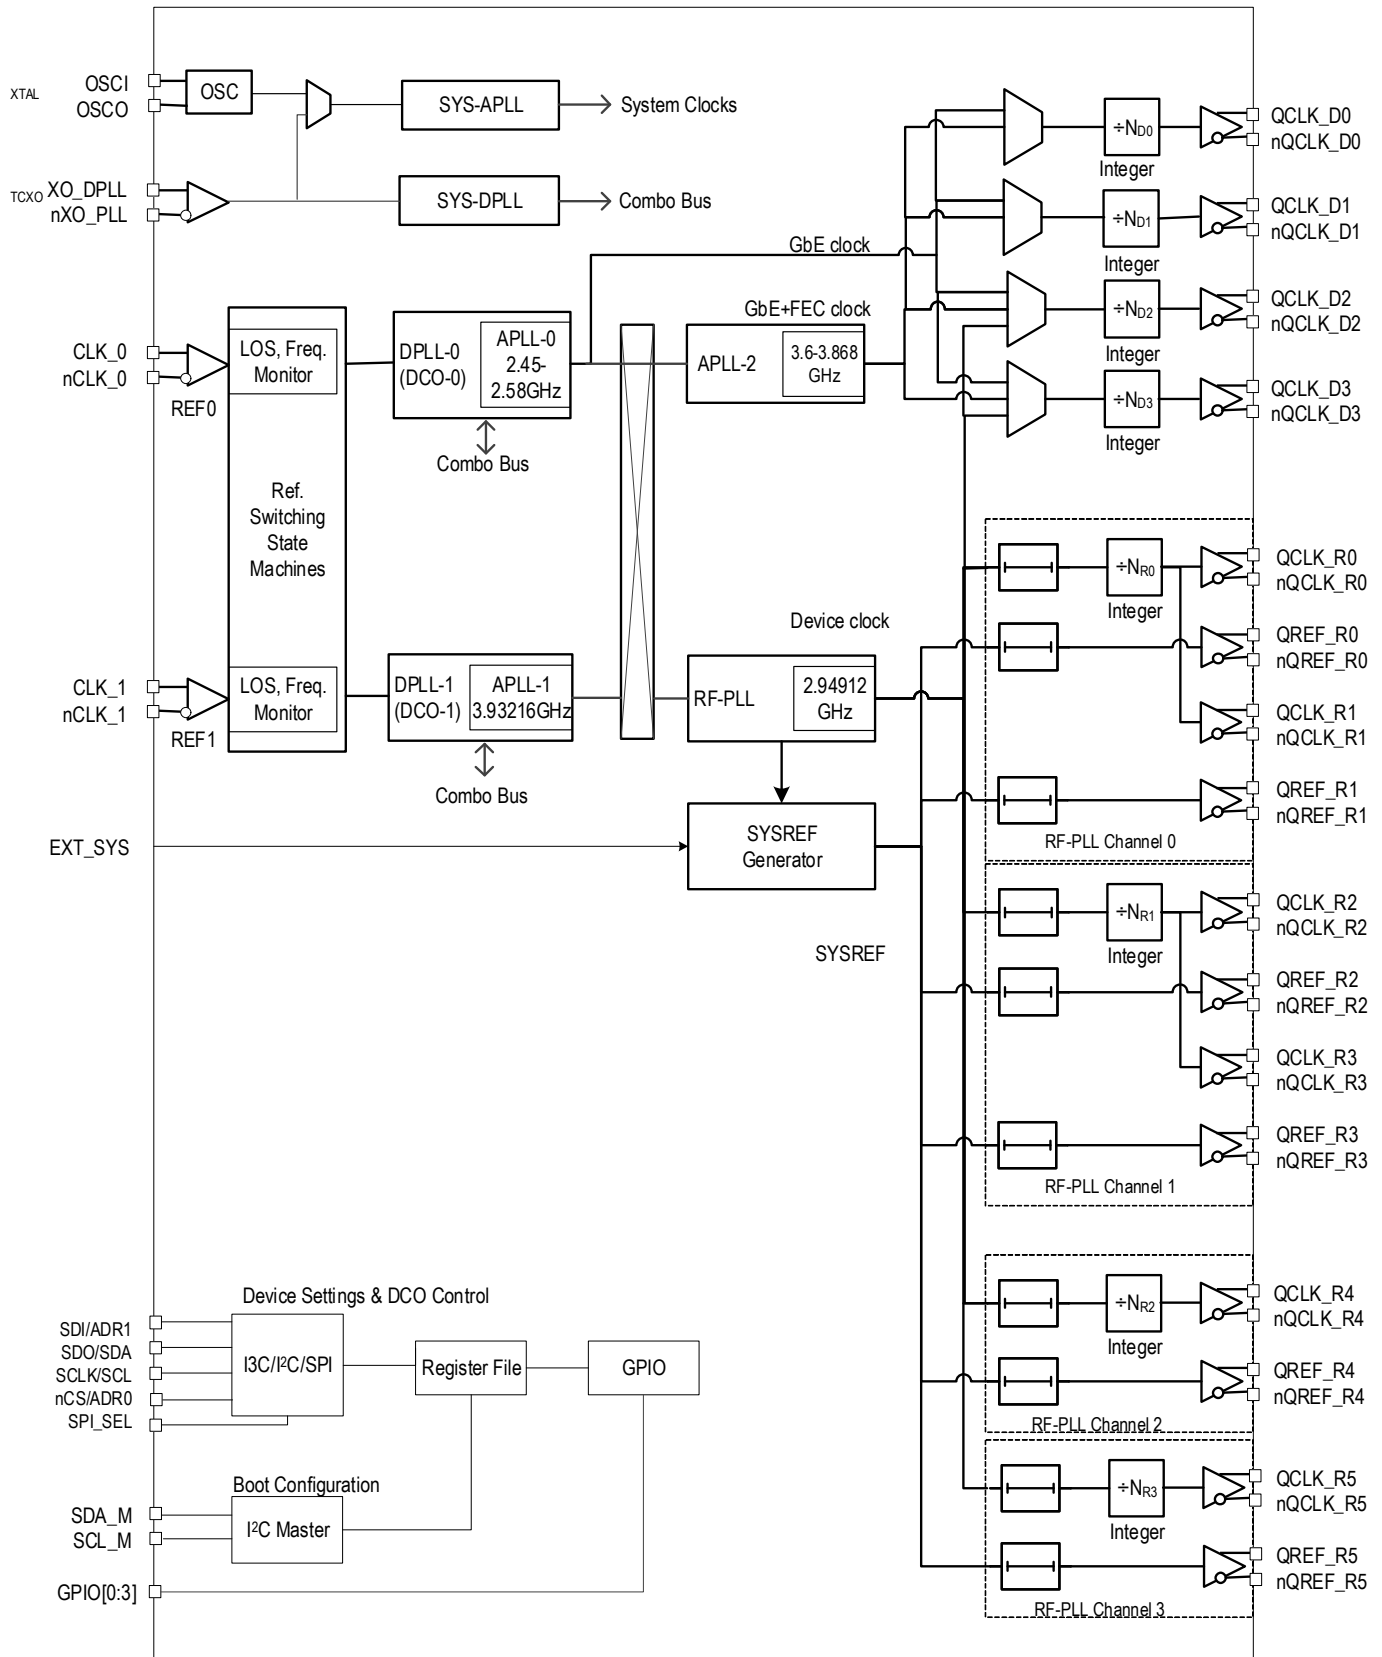 XTAL
OSCI
OSCO
OSC
SYS-APLL
System Clocks
TCXO
XO_DPLL
nXO_PLL
SYS-DPLL
Combo Bus
GbE clock
GbE+FEC clock
CLK_0
nCLK_0
REF0
LOS, Freq.
Monitor
DPLL-0
(DCO-0)
APLL-0
2.45-
2.58GHz
Combo Bus
APLL-2
3.6-3.868
GHz
Ref.
Switching
State
Machines
CLK_1
nCLK_1
REF1
LOS, Freq.
Monitor
DPLL-1
(DCO-1)
APLL-1
3.93216GHz
Combo Bus
Device clock
RF-PLL
2.94912
GHz
EXT_SYS
SYSREF
Generator
SYSREF
÷ND0
Integer
QCLK_D0
nQCLK_D0
÷ND1
Integer
QCLK_D1
nQCLK_D1
÷ND2
Integer
QCLK_D2
nQCLK_D2
÷ND3
Integer
QCLK_D3
nQCLK_D3
÷NR0
Integer
QCLK_R0
nQCLK_R0
QREF_R0
nQREF_R0
QCLK_R1
nQCLK_R1
QREF_R1
nQREF_R1
RF-PLL Channel 0
÷NR1
Integer
QCLK_R2
nQCLK_R2
QREF_R2
nQREF_R2
QCLK_R3
nQCLK_R3
QREF_R3
nQREF_R3
RF-PLL Channel 1
÷NR2
Integer
QCLK_R4
nQCLK_R4
QREF_R4
nQREF_R4
RF-PLL Channel 2
÷NR3
Integer
QCLK_R5
nQCLK_R5
QREF_R5
nQREF_R5
RF-PLL Channel 3
Device Settings & DCO Control
SDI/ADR1
SDO/SDA
SCLK/SCL
nCS/ADR0
SPI_SEL
I3C/I²C/SPI
Register File
GPIO
Boot Configuration
SDA_M
SCL_M
I²C Master
GPIO[0:3]